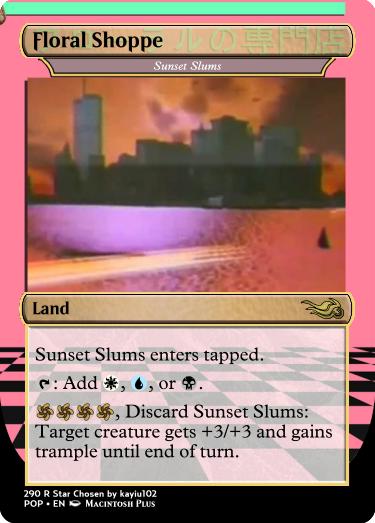 Floral Shoppe
ルの専門店
Sunset Slums
Land
Sunset Slums enters tapped.
: Add , , or .
, Discard Sunset Slums:
Target creature gets +3/+3 and gains
trample until end of turn.
290 R Star Chosen by kayiu102
POP • EN Macintosh Plus